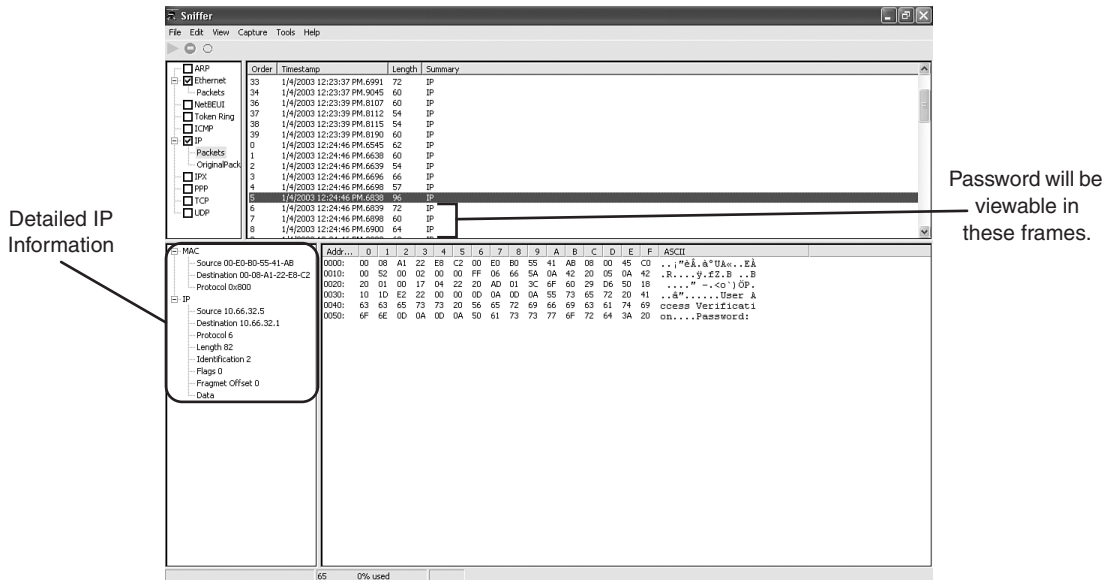 Sniffer
File Edit View Capture Tools Help
ARP
Ethernet
Packets
NetBEUI
Token Ring
ICMP
IP
Packets
OriginalPack
IPX
PPP
TCP
UDP
Order Timestamp Length Summary
33 1/4/2003 12:23:37 PM.6991 72 IP
34 1/4/2003 12:23:37 PM.9045 60 IP
36 1/4/2003 12:23:39 PM.8107 60 IP
37 1/4/2003 12:23:39 PM.8112 54 IP
38 1/4/2003 12:23:39 PM.8115 54 IP
39 1/4/2003 12:23:39 PM.8190 60 IP
0 1/4/2003 12:24:46 PM.6545 62 IP
1 1/4/2003 12:24:46 PM.6638 60 IP
2 1/4/2003 12:24:46 PM.6639 54 IP
3 1/4/2003 12:24:46 PM.6696 66 IP
4 1/4/2003 12:24:46 PM.6698 57 IP
5 1/4/2003 12:24:46 PM.6838 96 IP
6 1/4/2003 12:24:46 PM.6839 72 IP
7 1/4/2003 12:24:46 PM.6898 60 IP
8 1/4/2003 12:24:46 PM.6900 64 IP
Password will be
viewable in
these frames.
Detailed IP
Information
MAC
Source 00-E0-B0-55-41-AB
Destination 00-08-A1-22-E8-C2
Protocol 0x800
IP
Source 10.66.32.5
Destination 10.66.32.1
Protocol 6
Length 82
Identification 2
Flags 0
Fragmet Offset 0
Data
Addr... 0 1 2 3 4 5 6 7 8 9 A B C D E F ASCII
0000: 00 08 A1 22 E8 C2 00 E0 B0 55 41 AB 08 00 45 C0 ..¡"èÂ.à°UA«..EÀ
0010: 00 52 00 02 00 00 FF 06 66 5A 0A 42 20 05 0A 42 .R....ÿ.fZ.B ..B
0020: 20 01 00 17 04 22 20 AD 01 3C 6F 60 29 D6 50 18 ...." -.<o`)ÖP.
0030: 10 1D E2 22 00 00 0D 0A 0D 0A 55 73 65 72 20 41 ..â"......User A
0040: 63 63 65 73 73 20 56 65 72 69 66 69 63 61 74 69 ccess Verificati
0050: 6F 6E 0D 0A 0D 0A 50 61 73 73 77 6F 72 64 3A 20 on....Password:
65 0% used